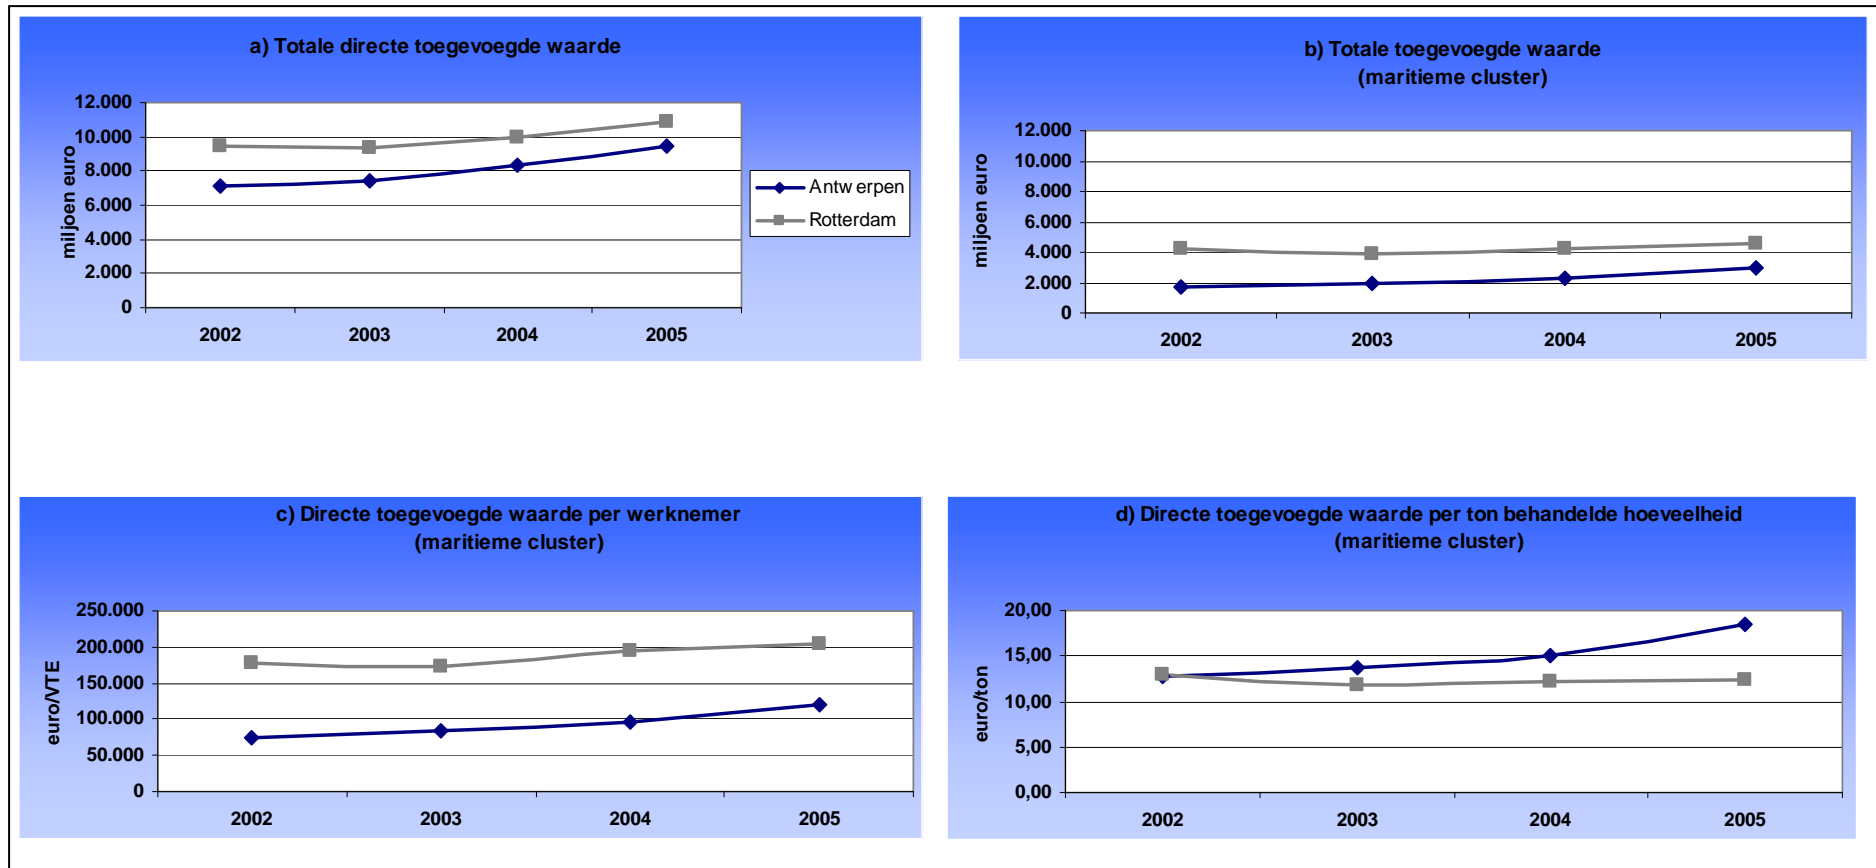 a) Totale directe toegevoegde waarde
miljoen euro
12.000
10.000
8.000
6.000
4.000
2.000
0
2002 2003 2004 2005
Antwerpen
Rotterdam
b) Totale toegevoegde waarde
(maritieme cluster)
miljoen euro
12.000
10.000
8.000
6.000
4.000
2.000
0
2002 2003 2004 2005
c) Directe toegevoegde waarde per werknemer
(maritieme cluster)
euro/VTE
250.000
200.000
150.000
100.000
50.000
0
2002 2003 2004 2005
d) Directe toegevoegde waarde per ton behandelde hoeveelheid
(maritieme cluster)
euro/ton
20,00
15,00
10,00
5,00
0,00
2002 2003 2004 2005